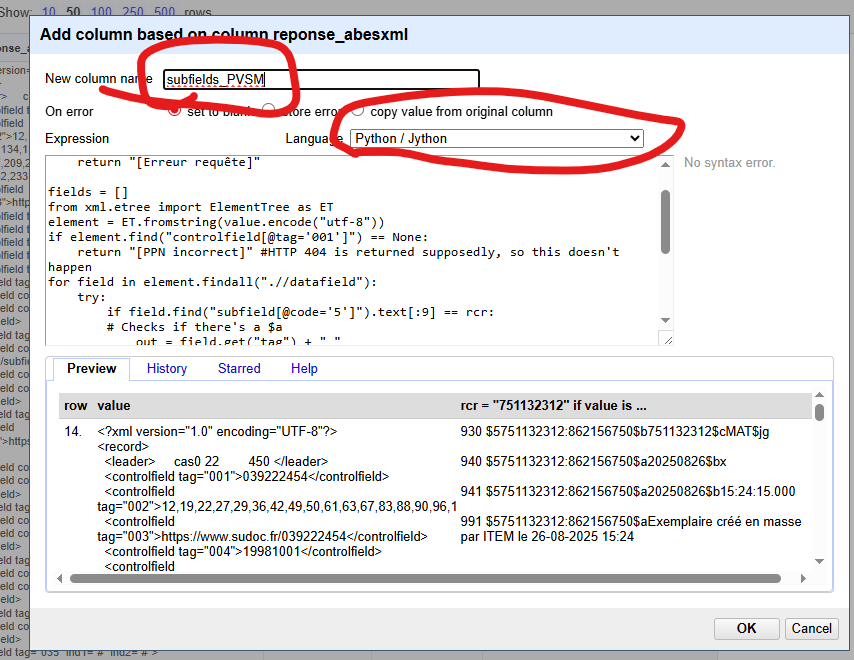 Show: 10 50 100 250 500 rows
Add column based on column reponse_abesxml
New column name subfields_PVSM
On error set to blank store error copy value from original column
Expression Language Python / Jython
return "[Erreur requête]"
No syntax error.
fields = []
from xml.etree import ElementTree as ET
element = ET.fromstring(value.encode("utf-8"))
if element.find("controlfield[@tag='001']") == None:
return "[PPN incorrect]" #HTTP 404 is returned supposedly, so this doesn't
happen
for field in element.findall(".//datafield"):
try:
if field.find("subfield[@code='5']").text[:9] == rcr:
# Checks if there's a $a
out = field.get("tag") + " "
Preview History Starred Help
row value rcr = "751132312" if value is ...
14. <?xml version="1.0" encoding="UTF-8"?> 930 $5751132312:862156750$b751132312$cMAT$jg
<record>
<leader> cas0 22 450 </leader> 940 $5751132312:862156750$a20250826$bx
<controlfield tag="001">039222454</controlfield>
<controlfield 941 $5751132312:862156750$a20250826$b15:24:15.000
tag="002">12,19,22,27,29,36,42,49,50,61,63,67,83,88,90,96,1
<controlfield 991 $5751132312:862156750$aExemplaire créé en masse
tag="003">https://www.sudoc.fr/039222454</controlfield> par ITEM le 26-08-2025 15:24
<controlfield tag="004">19981001</controlfield>
<controlfield
OK Cancel